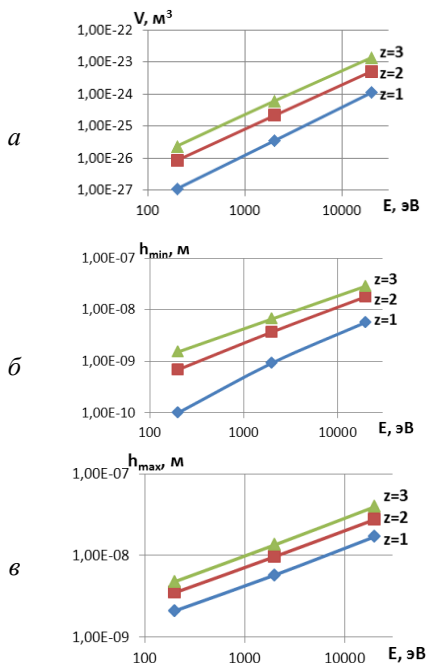 V, м³
1,00E-22
1,00E-23
1,00E-24
1,00E-25
1,00E-26
1,00E-27
z=3
z=2
z=1
100 1000 10000
E, эВ
а
h_min, м
1,00E-07
1,00E-08
1,00E-09
1,00E-10
z=3
z=2
z=1
100 1000 10000
E, эВ
б
h_max, м
1,00E-07
1,00E-08
1,00E-09
z=3
z=2
z=1
100 1000 10000
E, эВ
в